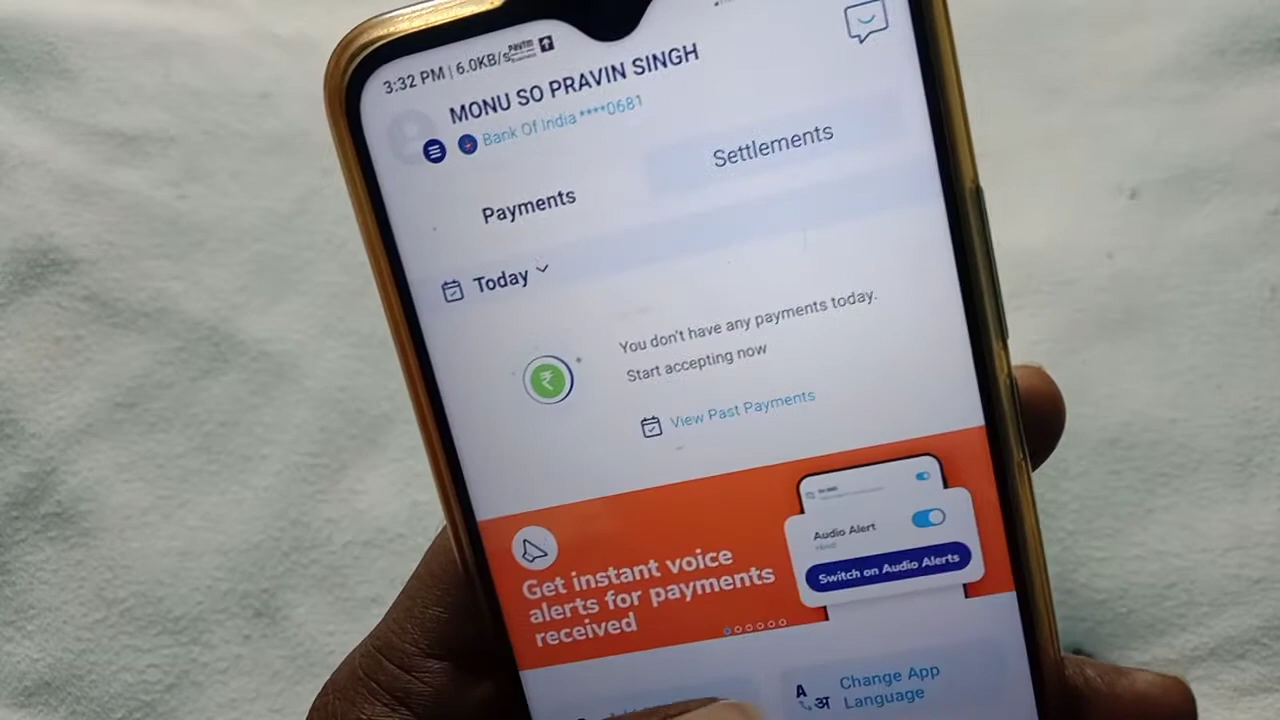 3:32 PM | 6.0KB/s Paytm
MONU SO PRAVIN SINGH
Bank Of India ****0681
Payments
Settlements
Today
You don't have any payments today.
Start accepting now
View Past Payments
Get instant voice
alerts for payments
received
Audio Alert
Switch on Audio Alerts
A
अ
Change App
Language